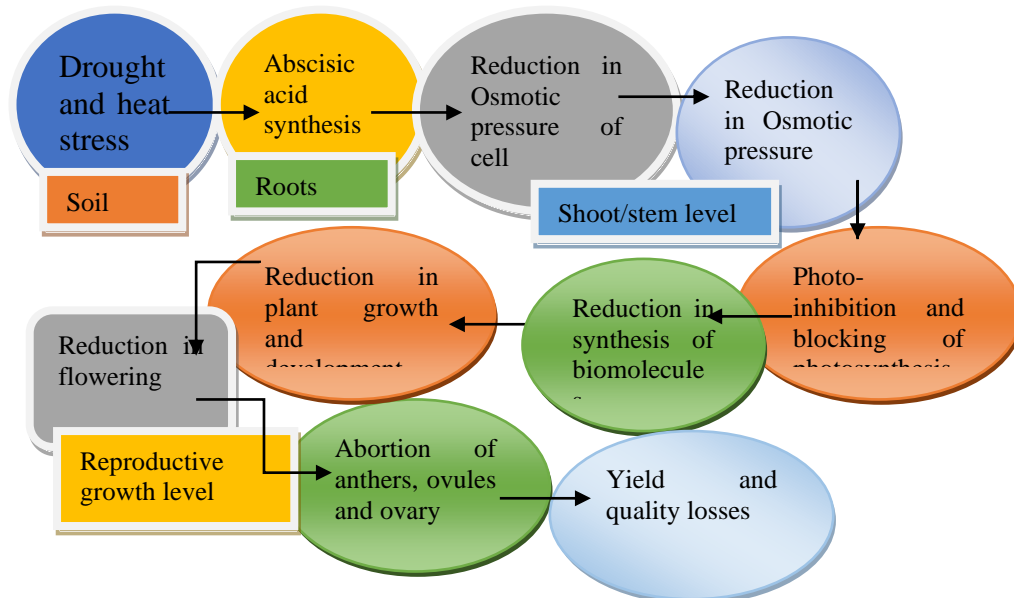 Drought
and heat
stress
Soil
Abscisic
acid
synthesis
Roots
Reduction in
Osmotic
pressure of
cell
Shoot/stem level
Reduction
in Osmotic
pressure
Photo-
inhibition and
blocking of
photosynthesis
Reduction in
synthesis of
biomolecule
s
Reduction in
plant growth
and
development
Reduction in
flowering
Reproductive
growth level
Abortion of
anthers, ovules
and ovary
Yield and
quality losses